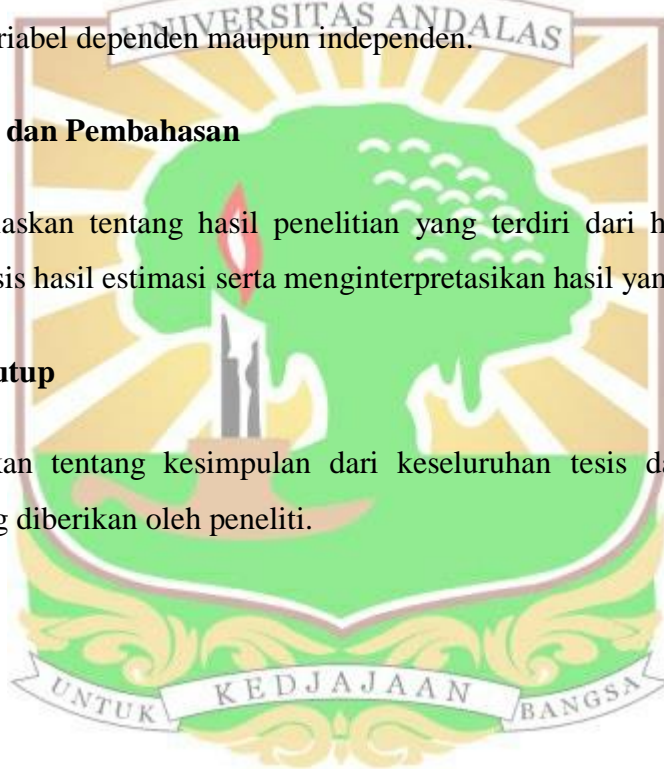 UNIVERSITAS ANDALAS
riabel dependen maupun independen.
dan Pembahasan
askan tentang hasil penelitian yang terdiri dari h
sis hasil estimasi serta menginterpretasikan hasil yan
utup
kan tentang kesimpulan dari keseluruhan tesis da
g diberikan oleh peneliti.
UNTUK KEDJAJAAN BANGSA